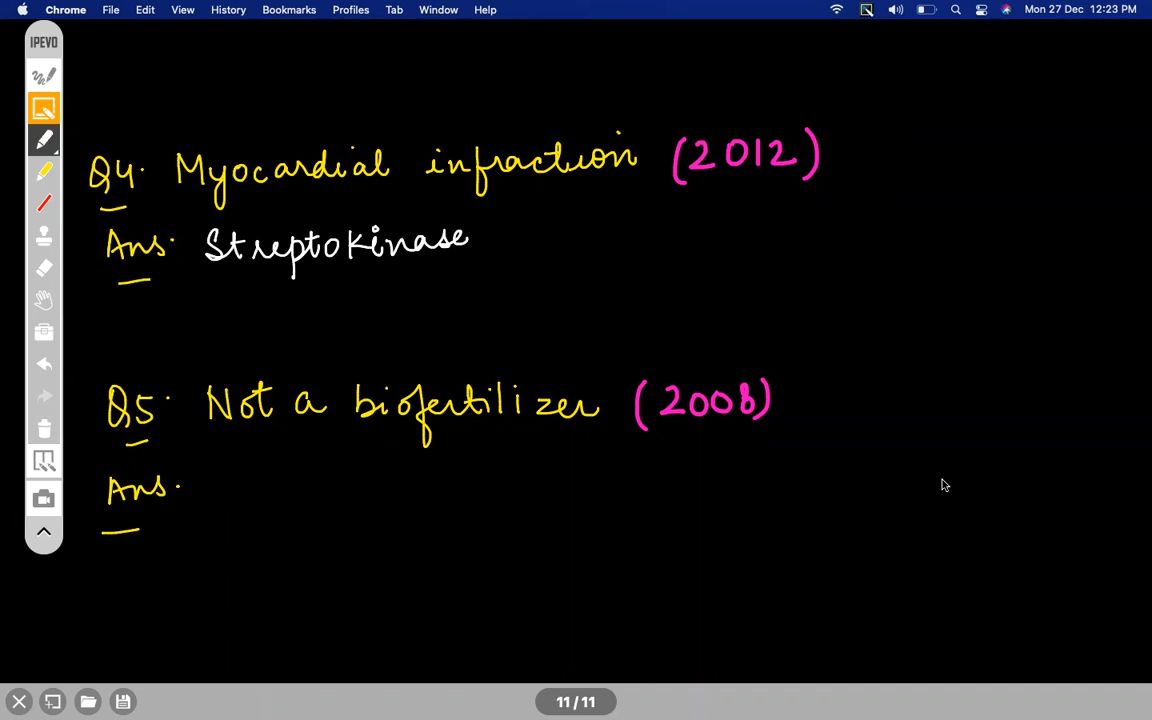 Chrome File Edit View History Bookmarks Profiles Tab Window Help Mon 27 Dec 12:23 PM
IPEVO
Q4. Myocardial infraction (2012)
Ans. Streptokinase
Q5. Not a biofertilizer (2008)
Ans.
11/11